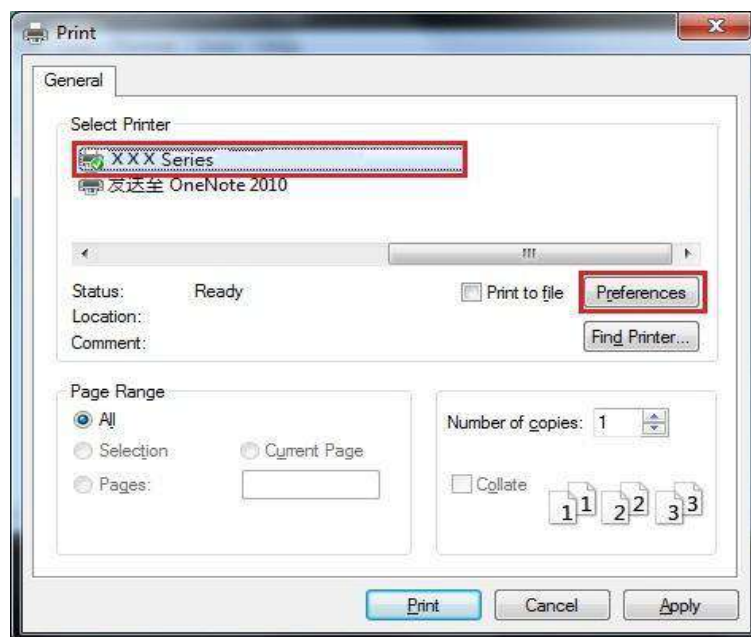 Print
X
General
Select Printer
X X X Series
发送至 OneNote 2010
Status: Ready
Print to file
Preferences
Location:
Comment:
Find Printer...
Page Range
All
Selection
Current Page
Pages:
Number of copies: 1
Collate
1 1 2 2 3 3
Print
Cancel
Apply